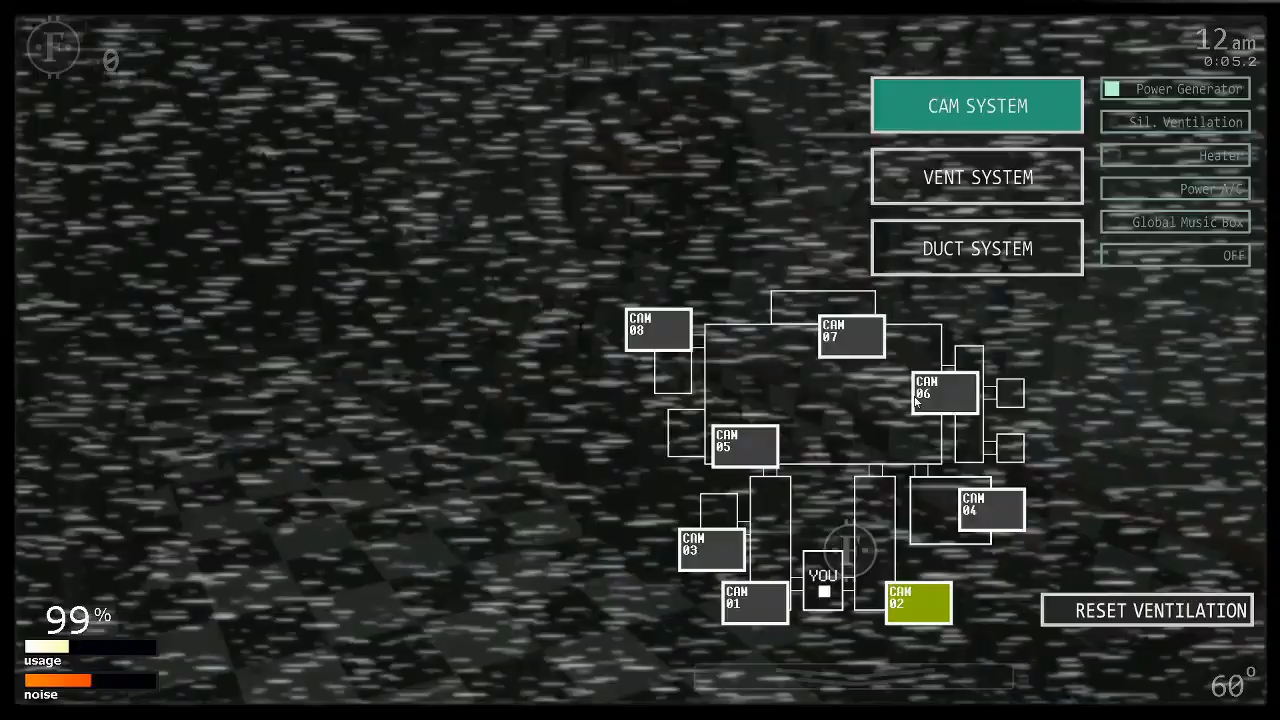 F 0
12 am
0:05.2
CAM SYSTEM
VENT SYSTEM
DUCT SYSTEM
Power Generator
Sil. Ventilation
Heater
Power A/C
Global Music Box
OFF
CAM
08
CAM
07
CAM
06
CAM
05
CAM
04
CAM
03
F
YOU
CAM
01
CAM
02
RESET VENTILATION
99%
usage
noise
60°